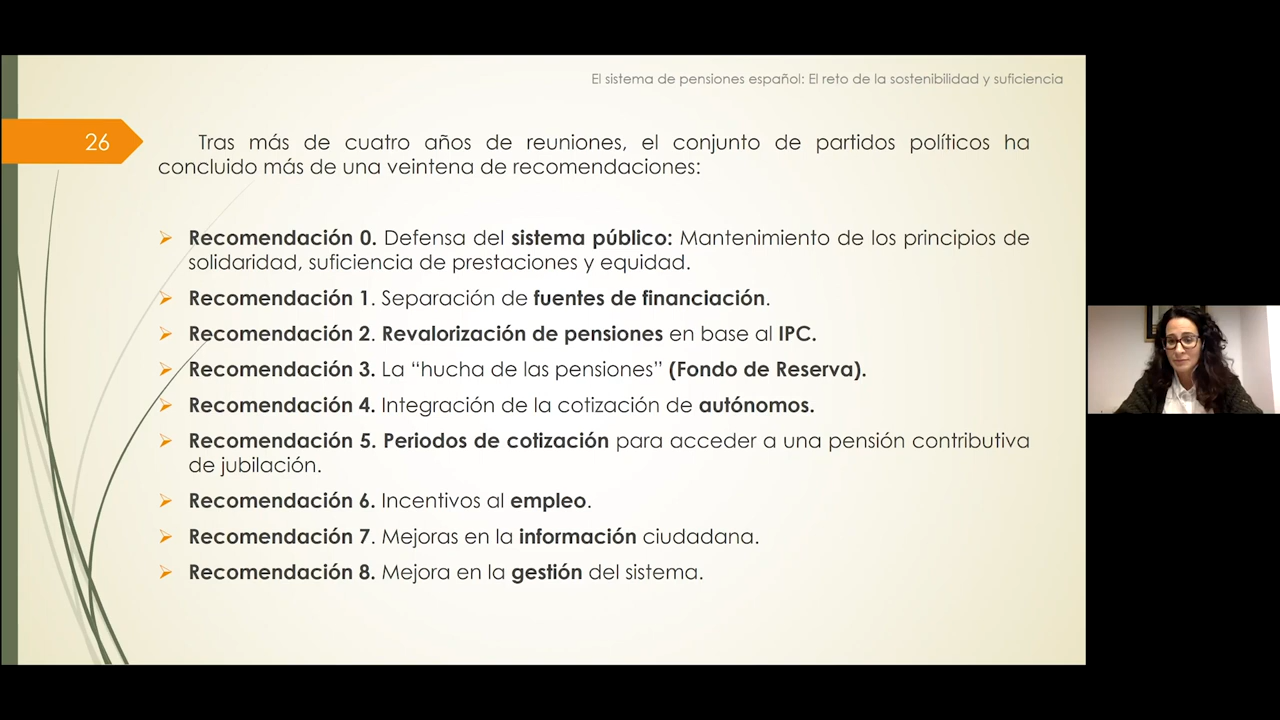 El sistema de pensiones español: El reto de la sostenibilidad y suficiencia
26
Tras más de cuatro años de reuniones, el conjunto de partidos políticos ha
concluido más de una veintena de recomendaciones:
Recomendación 0. Defensa del sistema público: Mantenimiento de los principios de
solidaridad, suficiencia de prestaciones y equidad.
Recomendación 1. Separación de fuentes de financiación.
Recomendación 2. Revalorización de pensiones en base al IPC.
Recomendación 3. La “hucha de las pensiones” (Fondo de Reserva).
Recomendación 4. Integración de la cotización de autónomos.
Recomendación 5. Periodos de cotización para acceder a una pensión contributiva
de jubilación.
Recomendación 6. Incentivos al empleo.
Recomendación 7. Mejoras en la información ciudadana.
Recomendación 8. Mejora en la gestión del sistema.